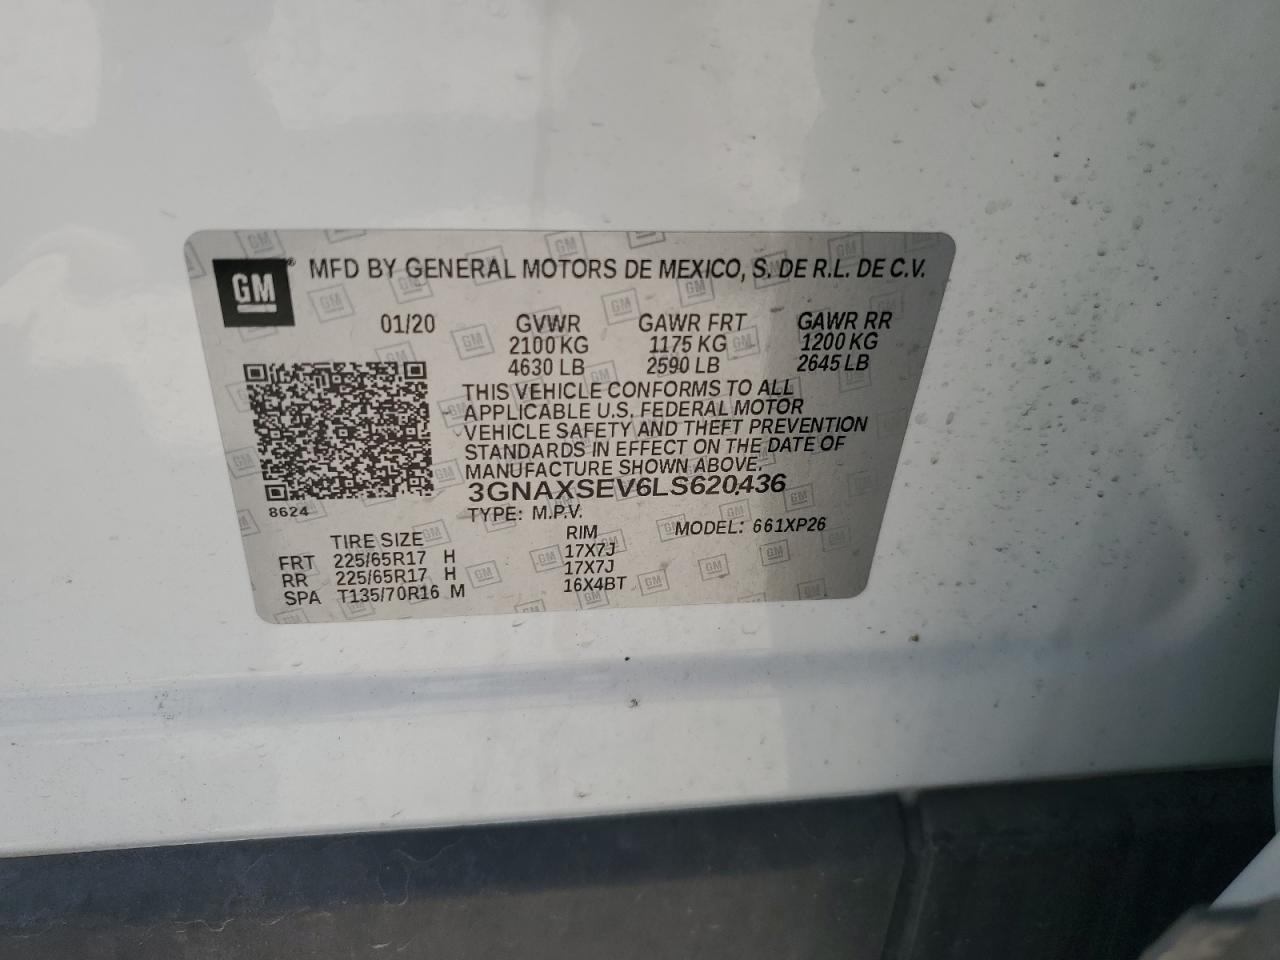 GM ® MFD BY GENERAL MOTORS DE MEXICO, S. DE R.L. DE C.V.
01/20 GVWR GAWR FRT GAWR RR
2100 KG 1175 KG 1200 KG
4630 LB 2590 LB 2645 LB
THIS VEHICLE CONFORMS TO ALL
APPLICABLE U.S. FEDERAL MOTOR
VEHICLE SAFETY AND THEFT PREVENTION
STANDARDS IN EFFECT ON THE DATE OF
MANUFACTURE SHOWN ABOVE.
3GNAXSEV6LS620436
8624 TYPE: M.P.V.
TIRE SIZE RIM MODEL: 661XP26
FRT 225/65R17 H 17X7J
RR 225/65R17 H 17X7J
SPA T135/70R16 M 16X4BT